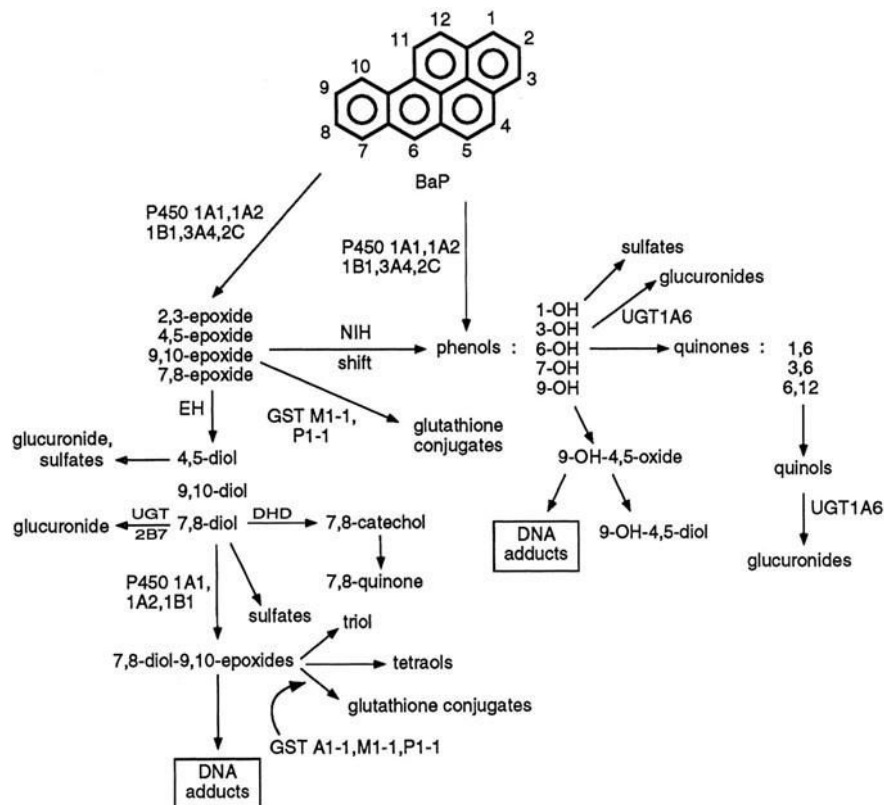 12
1
11
2
10
3
9
8
4
7
6
5
BaP
P450 1A1,1A2
1B1,3A4,2C
P450 1A1,1A2
1B1,3A4,2C
sulfates
glucuronides
UGT1A6
2,3-epoxide
4,5-epoxide
9,10-epoxide
7,8-epoxide
NIH
shift
phenols :
1-OH
3-OH
6-OH
7-OH
9-OH
quinones :
1,6
3,6
6,12
EH
GST M1-1,
P1-1
glutathione
conjugates
glucuronide,
sulfates
4,5-diol
9-OH-4,5-oxide
quinols
9,10-diol
UGT1A6
glucuronide
UGT
2B7
7,8-diol
DHD
7,8-catechol
DNA
adducts
9-OH-4,5-diol
glucuronides
7,8-quinone
P450 1A1,
1A2,1B1
sulfates
triol
7,8-diol-9,10-epoxides
tetraols
glutathione conjugates
GST A1-1,M1-1,P1-1
DNA
adducts